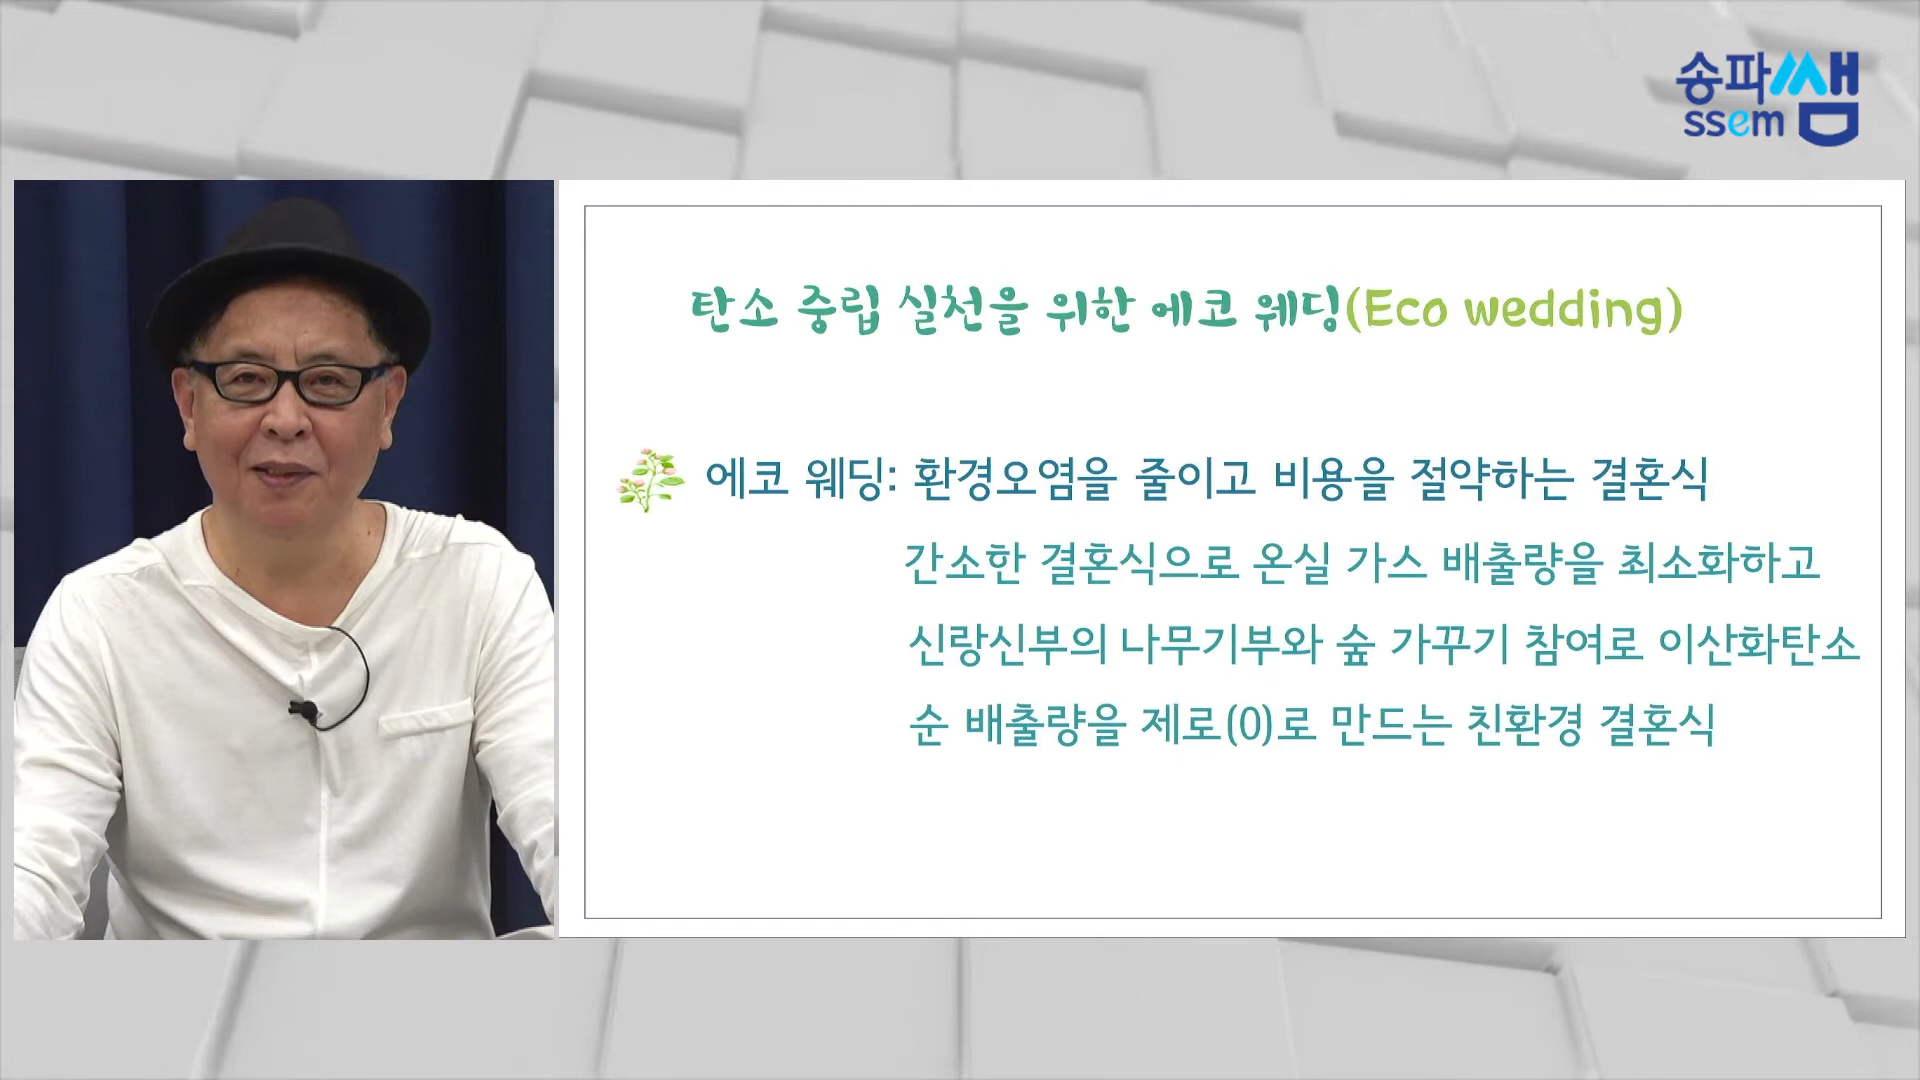 송파쌤
ssem
탄소 중립 실천을 위한 에코 웨딩(Eco wedding)
에코 웨딩: 환경오염을 줄이고 비용을 절약하는 결혼식
간소한 결혼식으로 온실 가스 배출량을 최소화하고
신랑신부의 나무기부와 숲 가꾸기 참여로 이산화탄소
순 배출량을 제로(0)로 만드는 친환경 결혼식